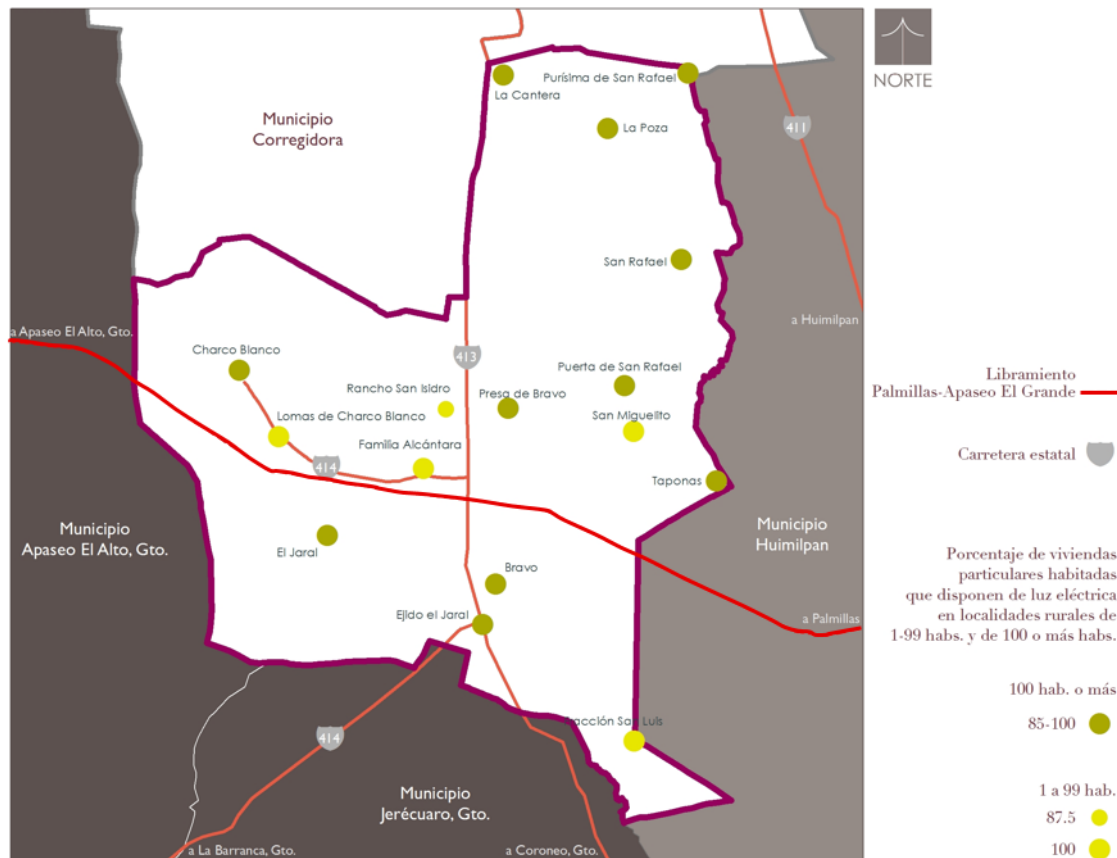 NORTE
La Cantera
Purísima de San Rafael
La Poza
Municipio
Corregidora
411
San Rafael
a Huimilpan
a Apaseo El Alto, Gto.
Charco Blanco
413
Rancho San Isidro
Presa de Bravo
Puerta de San Rafael
San Miguelito
Lomas de Charco Blanco
Familia Alcántara
414
Taponas
Municipio
Apaseo El Alto, Gto.
El Jaral
Municipio
Huimilpan
Bravo
Ejido el Jaral
a Palmillas
San Luis
414
Municipio
Jerécuaro, Gto.
a La Barranca, Gto.
a Coroneo, Gto.
Libramiento
Palmillas-Apaseo El Grande
Carretera estatal
Porcentaje de viviendas
particulares habitadas
que disponen de luz eléctrica
en localidades rurales de
1-99 habs. y de 100 o más habs.
100 hab. o más
85-100
1 a 99 hab.
87.5
100